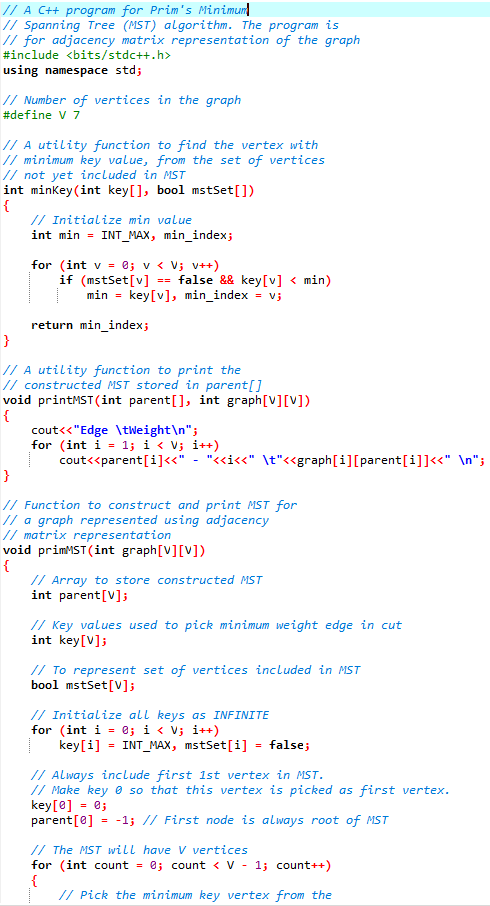 // A C++ program for Prim's Minimum
// Spanning Tree (MST) algorithm. The program is
// for adjacency matrix representation of the graph
#include <bits/stdc++.h>
using namespace std;

// Number of vertices in the graph
#define V 7

// A utility function to find the vertex with
// minimum key value, from the set of vertices
// not yet included in MST
int minKey(int key[], bool mstSet[])
{
    // Initialize min value
    int min = INT_MAX, min_index;

    for (int v = 0; v < V; v++)
        if (mstSet[v] == false && key[v] < min)
            min = key[v], min_index = v;

    return min_index;
}

// A utility function to print the
// constructed MST stored in parent[]
void printMST(int parent[], int graph[V][V])
{
    cout<<"Edge \tWeight\n";
    for (int i = 1; i < V; i++)
        cout<<parent[i]<<" - "<<i<<" \t"<<graph[i][parent[i]]<<" \n";
}

// Function to construct and print MST for
// a graph represented using adjacency
// matrix representation
void primMST(int graph[V][V])
{
    // Array to store constructed MST
    int parent[V];

    // Key values used to pick minimum weight edge in cut
    int key[V];

    // To represent set of vertices included in MST
    bool mstSet[V];

    // Initialize all keys as INFINITE
    for (int i = 0; i < V; i++)
        key[i] = INT_MAX, mstSet[i] = false;

    // Always include first 1st vertex in MST.
    // Make key 0 so that this vertex is picked as first vertex.
    key[0] = 0;
    parent[0] = -1; // First node is always root of MST

    // The MST will have V vertices
    for (int count = 0; count < V - 1; count++)
    {
        // Pick the minimum key vertex from the